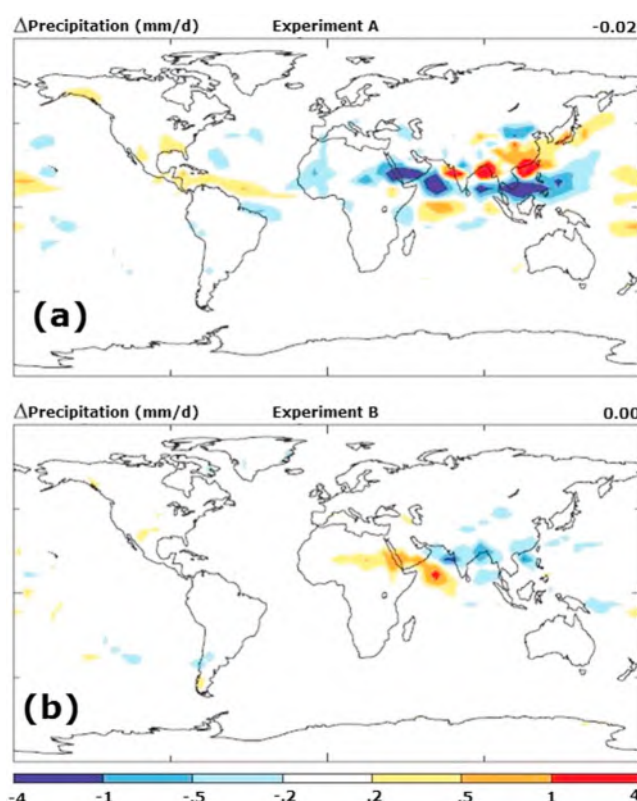 ΔPrecipitation (mm/d) Experiment A -0.02
(a)
ΔPrecipitation (mm/d) Experiment B 0.00
(b)
-4 -1 -.5 -.2 .2 .5 1 4